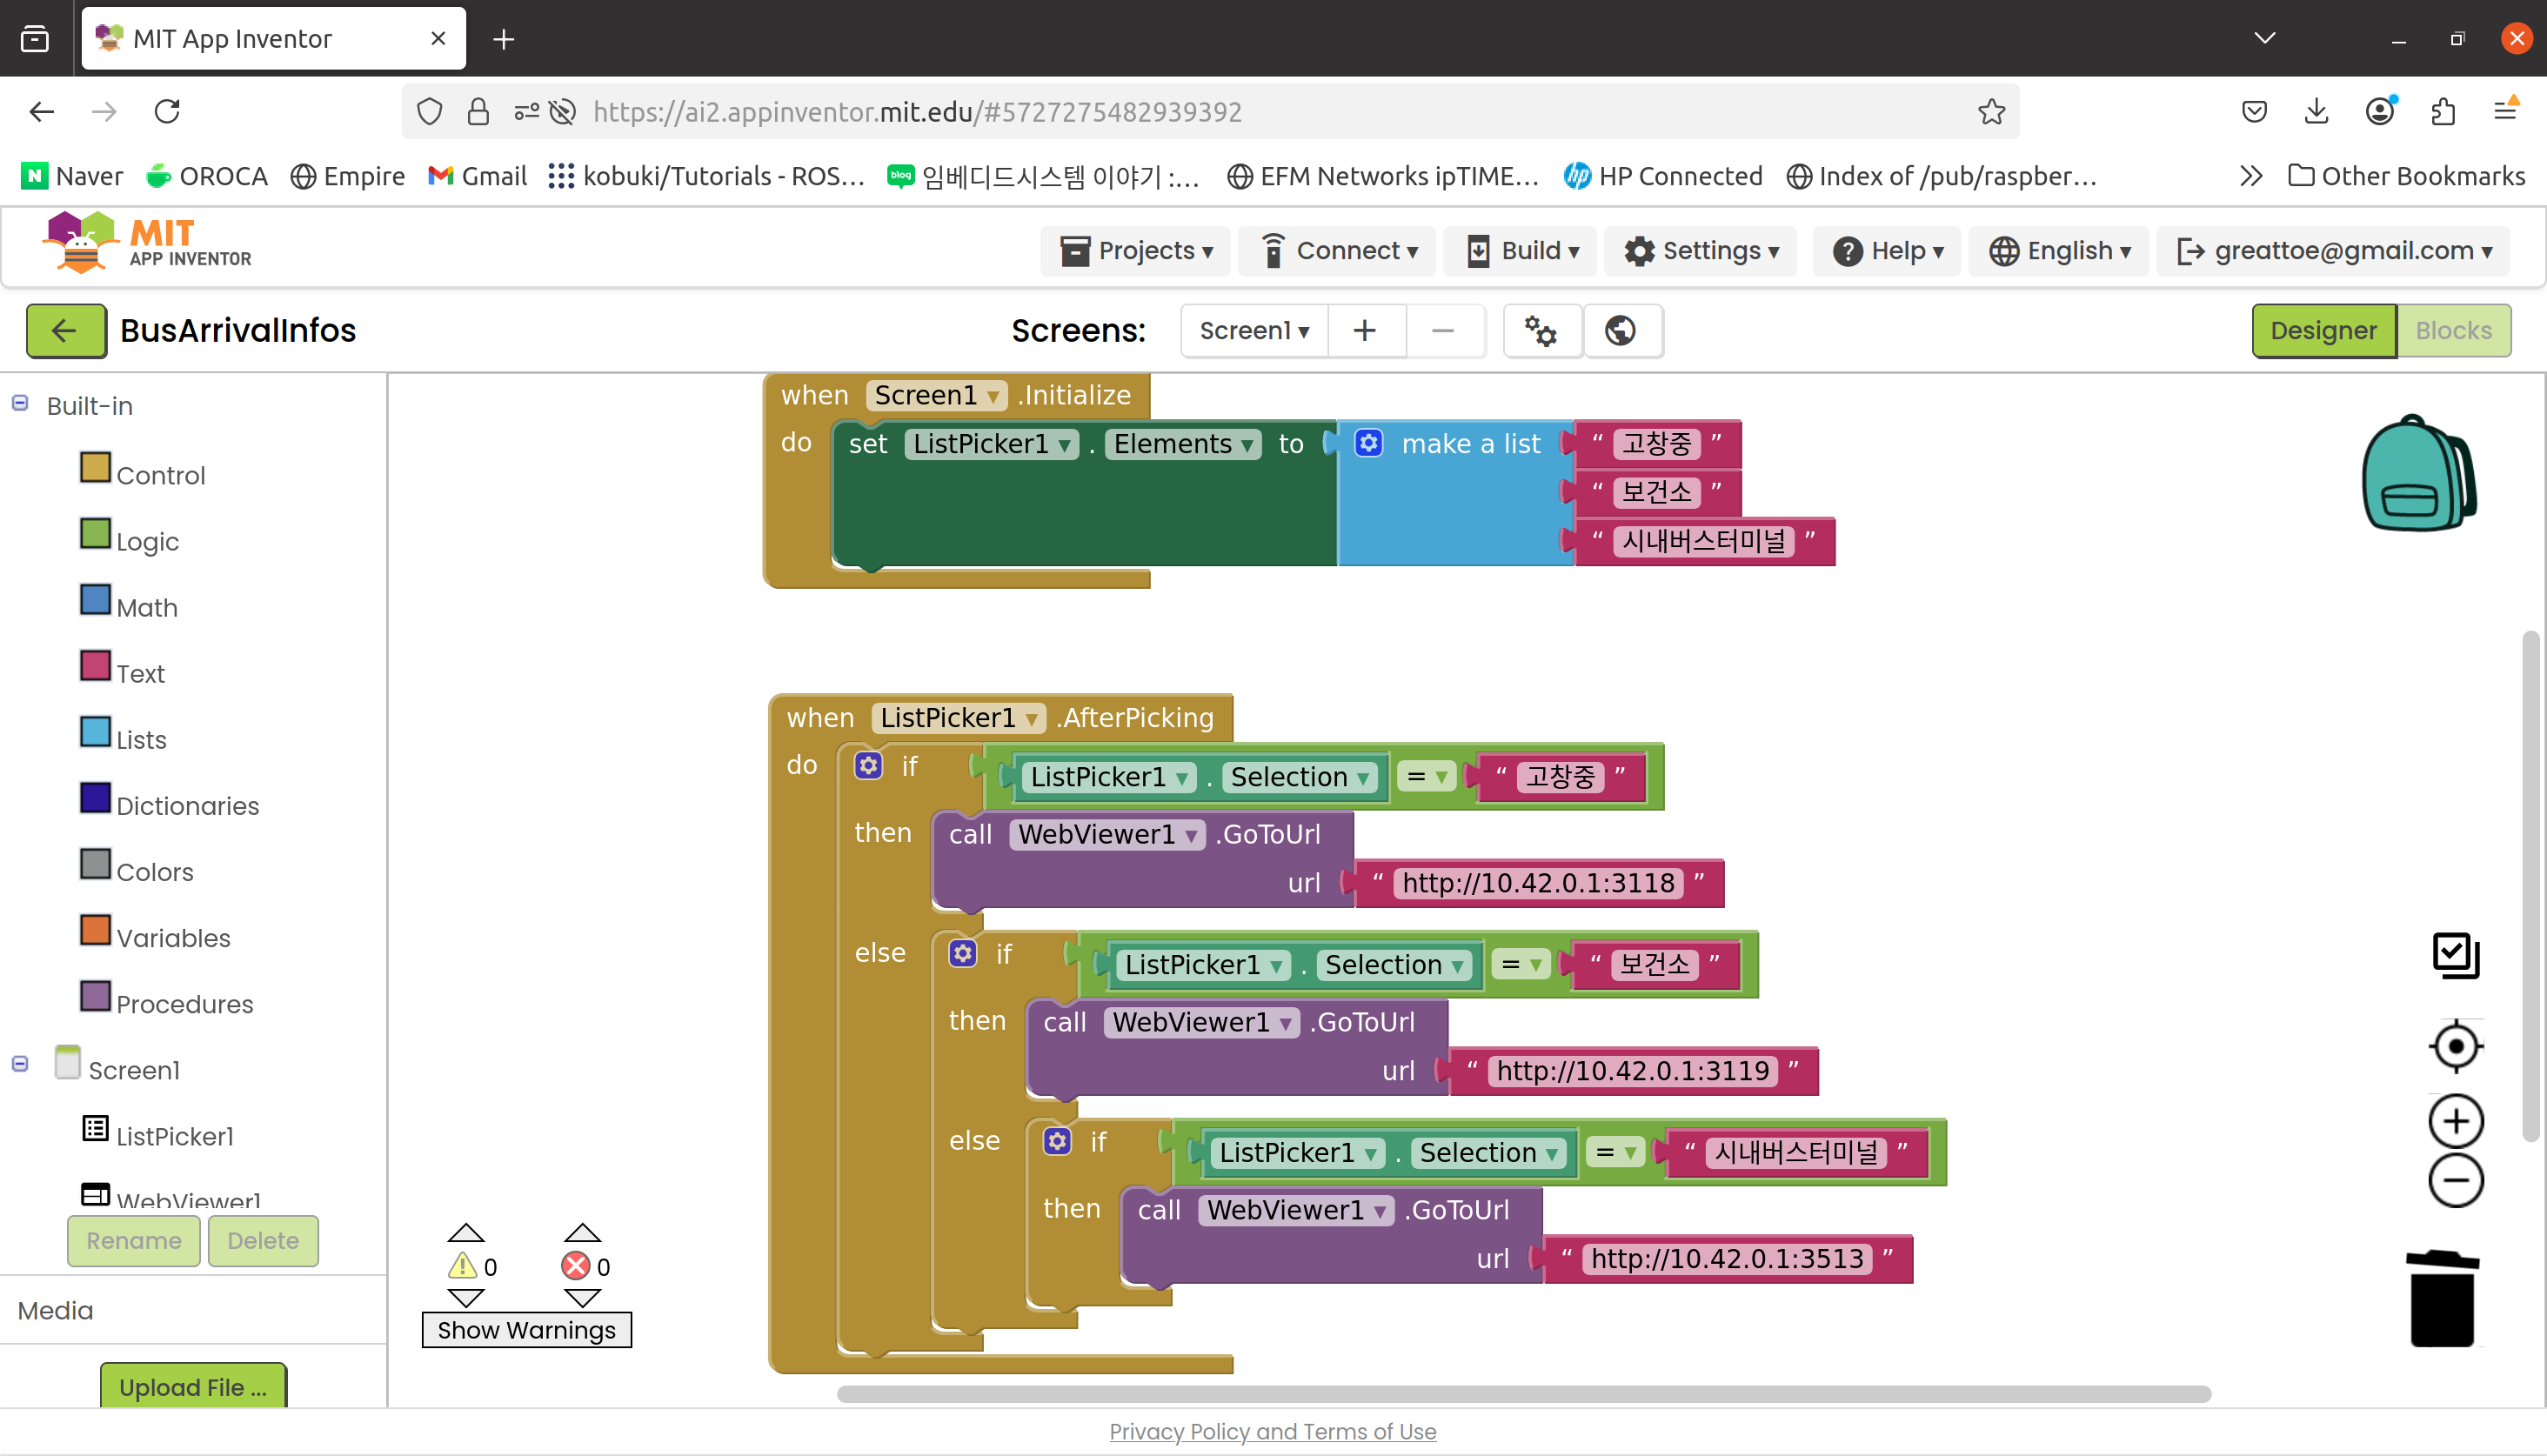 MIT App Inventor
https://ai2.appinventor.mit.edu/#5727275482939392
Naver OROCA Empire Gmail kobuki/Tutorials - ROS... blog 임베디드시스템 이야기 :... EFM Networks ipTIME... HP Connected Index of /pub/raspber... Other Bookmarks
MIT
APP INVENTOR
Projects Connect Build Settings Help English greattoe@gmail.com
BusArrivalInfos Screens: Screen1 Designer Blocks
Built-in
Control
Logic
Math
Text
Lists
Dictionaries
Colors
Variables
Procedures
Screen1
ListPicker1
WebViewer1
Rename Delete
Media
Upload File ...
when Screen1 .Initialize
do set ListPicker1 . Elements to make a list “ 고창중 ”
“ 보건소 ”
“ 시내버스터미널 ”
when ListPicker1 .AfterPicking
do if ListPicker1 . Selection = “ 고창중 ”
then call WebViewer1 .GoToUrl
url “ http://10.42.0.1:3118 ”
else if ListPicker1 . Selection = “ 보건소 ”
then call WebViewer1 .GoToUrl
url “ http://10.42.0.1:3119 ”
else if ListPicker1 . Selection = “ 시내버스터미널 ”
then call WebViewer1 .GoToUrl
url “ http://10.42.0.1:3513 ”
0 0
Show Warnings
Privacy Policy and Terms of Use